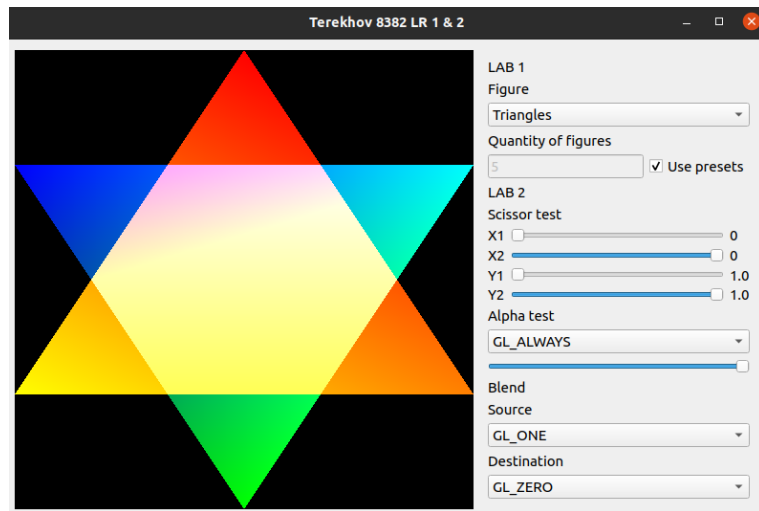 Terekhov 8382 LR 1 & 2
LAB 1
Figure
Triangles
Quantity of figures
5 Use presets
LAB 2
Scissor test
X1 0
X2 0
Y1 1.0
Y2 1.0
Alpha test
GL_ALWAYS
Blend
Source
GL_ONE
Destination
GL_ZERO